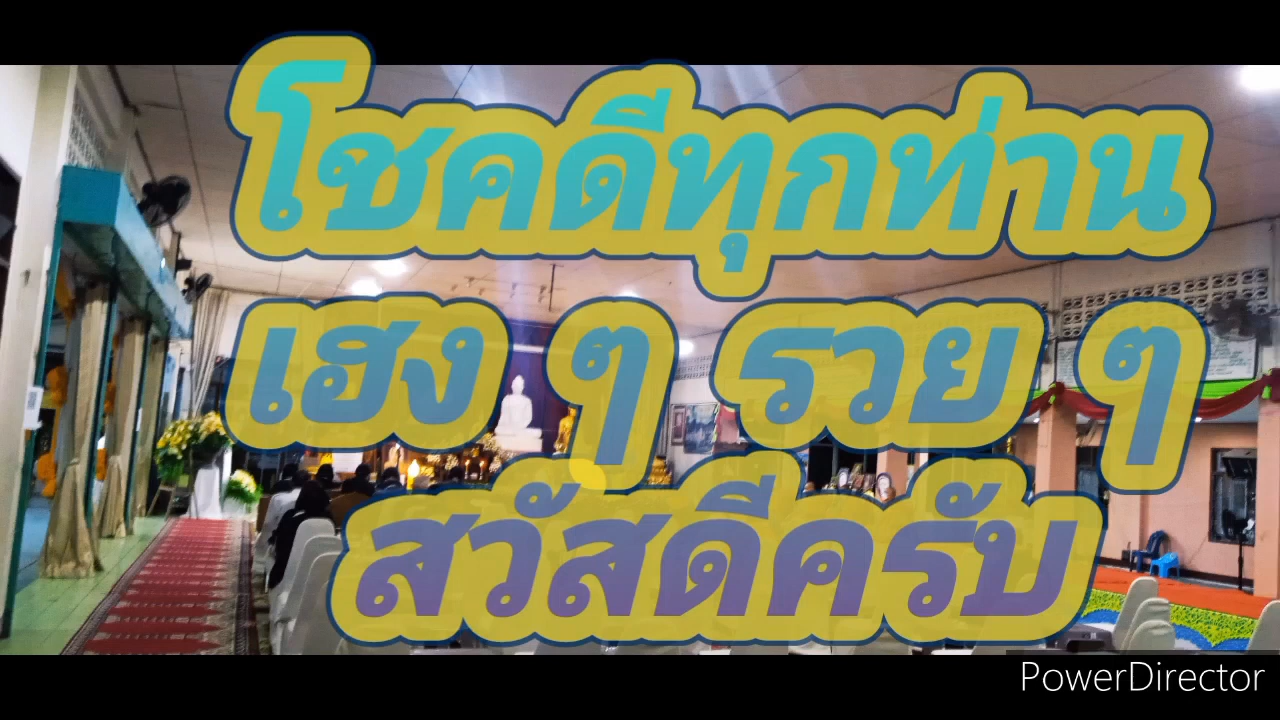 โชคดีทุกท่าน
เฮง ๆ รวย ๆ
สวัสดีครับ
PowerDirector